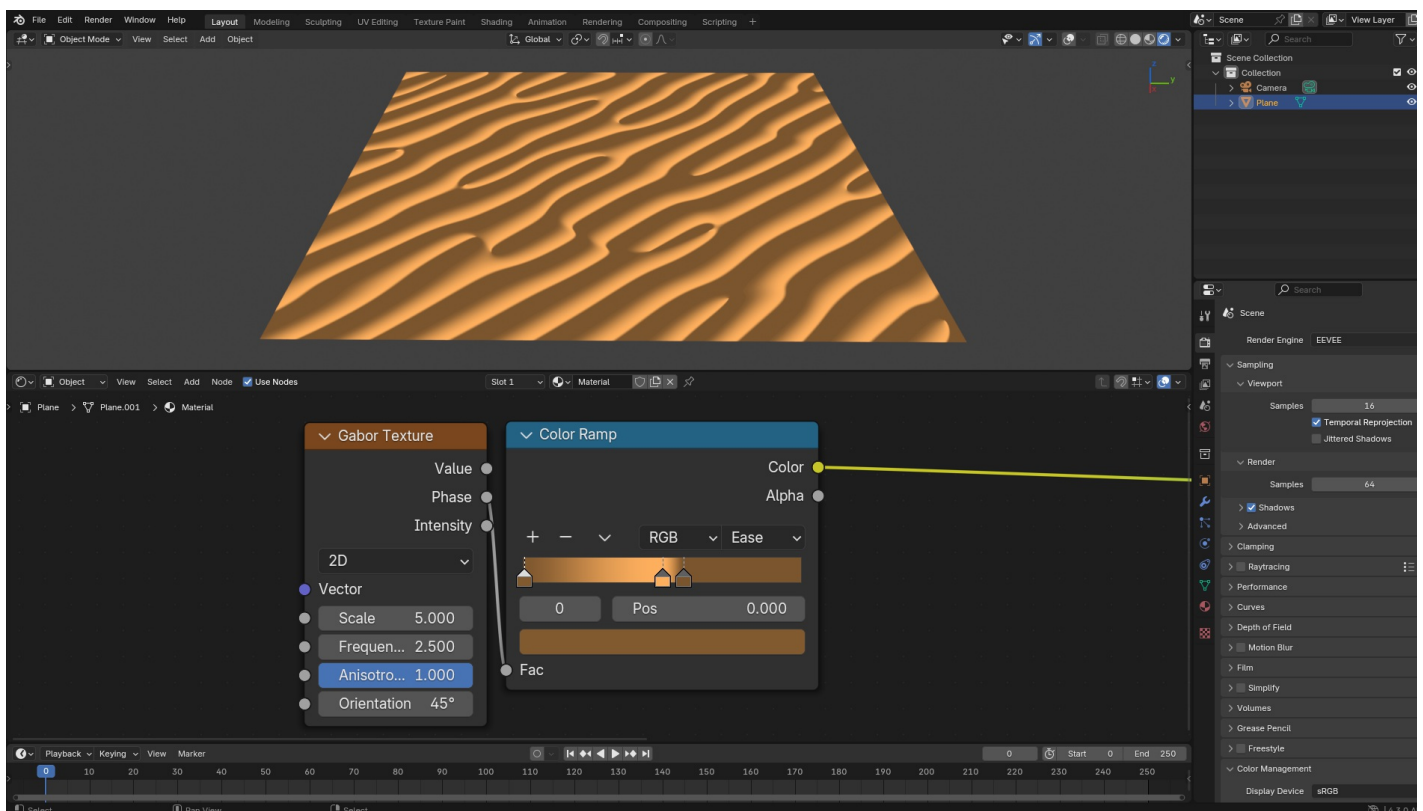 File Edit Render Window Help Layout Modeling Sculpting UV Editing Texture Paint Shading Animation Rendering Compositing Scripting +
Scene View Layer
Object Mode View Select Add Object Global
Search
Scene Collection
Collection
Camera
Plane
z
y
x
Search
Scene
Render Engine EEVEE
Sampling
Viewport
Samples 16
Temporal Reprojection
Jittered Shadows
Render
Samples 64
Shadows
Advanced
Clamping
Raytracing
Performance
Curves
Depth of Field
Motion Blur
Film
Simplify
Volumes
Grease Pencil
Freestyle
Color Management
Display Device sRGB
Object View Select Add Node Use Nodes Slot 1 Material
Plane > Plane.001 > Material
Gabor Texture
Value
Phase
Intensity
2D
Vector
Scale 5.000
Frequen... 2.500
Anisotro... 1.000
Orientation 45°
Color Ramp
Color
Alpha
RGB Ease
0 Pos 0.000
Fac
Playback Keying View Marker 0 Start 0 End 250
0 10 20 30 40 50 60 70 80 90 100 110 120 130 140 150 160 170 180 190 200 210 220 230 240 250
Select Pan View Select